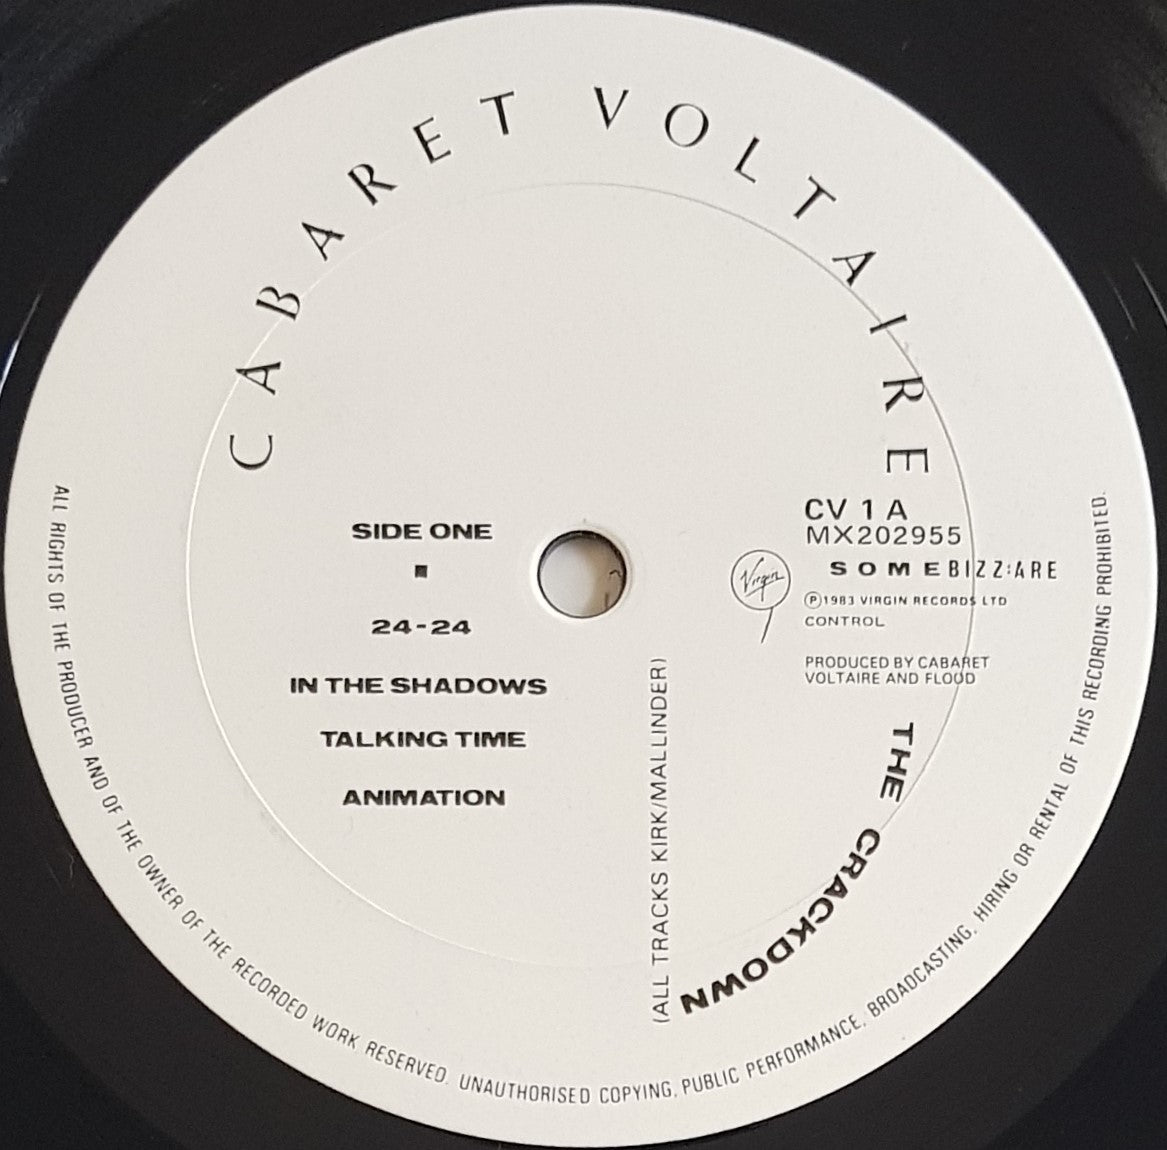 CABARET VOLTAIRE
SIDE ONE
24-24
IN THE SHADOWS
TALKING TIME
ANIMATION
(ALL TRACKS KIRK/MALLINDER)
CV 1 A
MX202955
SOMEBIZZ:ARE
Virgin
℗1983 VIRGIN RECORDS LTD
CONTROL
PRODUCED BY CABARET
VOLTAIRE AND FLOOD
THE CRACKDOWN
ALL RIGHTS OF THE PRODUCER AND OF THE OWNER OF THE RECORDED WORK RESERVED. UNAUTHORISED COPYING, PUBLIC PERFORMANCE, BROADCASTING, HIRING OR RENTAL OF THIS RECORDING PROHIBITED.